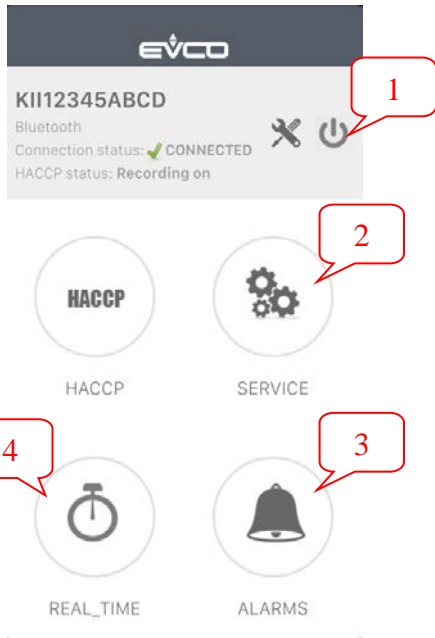 EVCO
KII12345ABCD
1
Bluetooth
Connection status: CONNECTED
HACCP status: Recording on
2
HACCP
HACCP
SERVICE
4
3
REAL_TIME
ALARMS